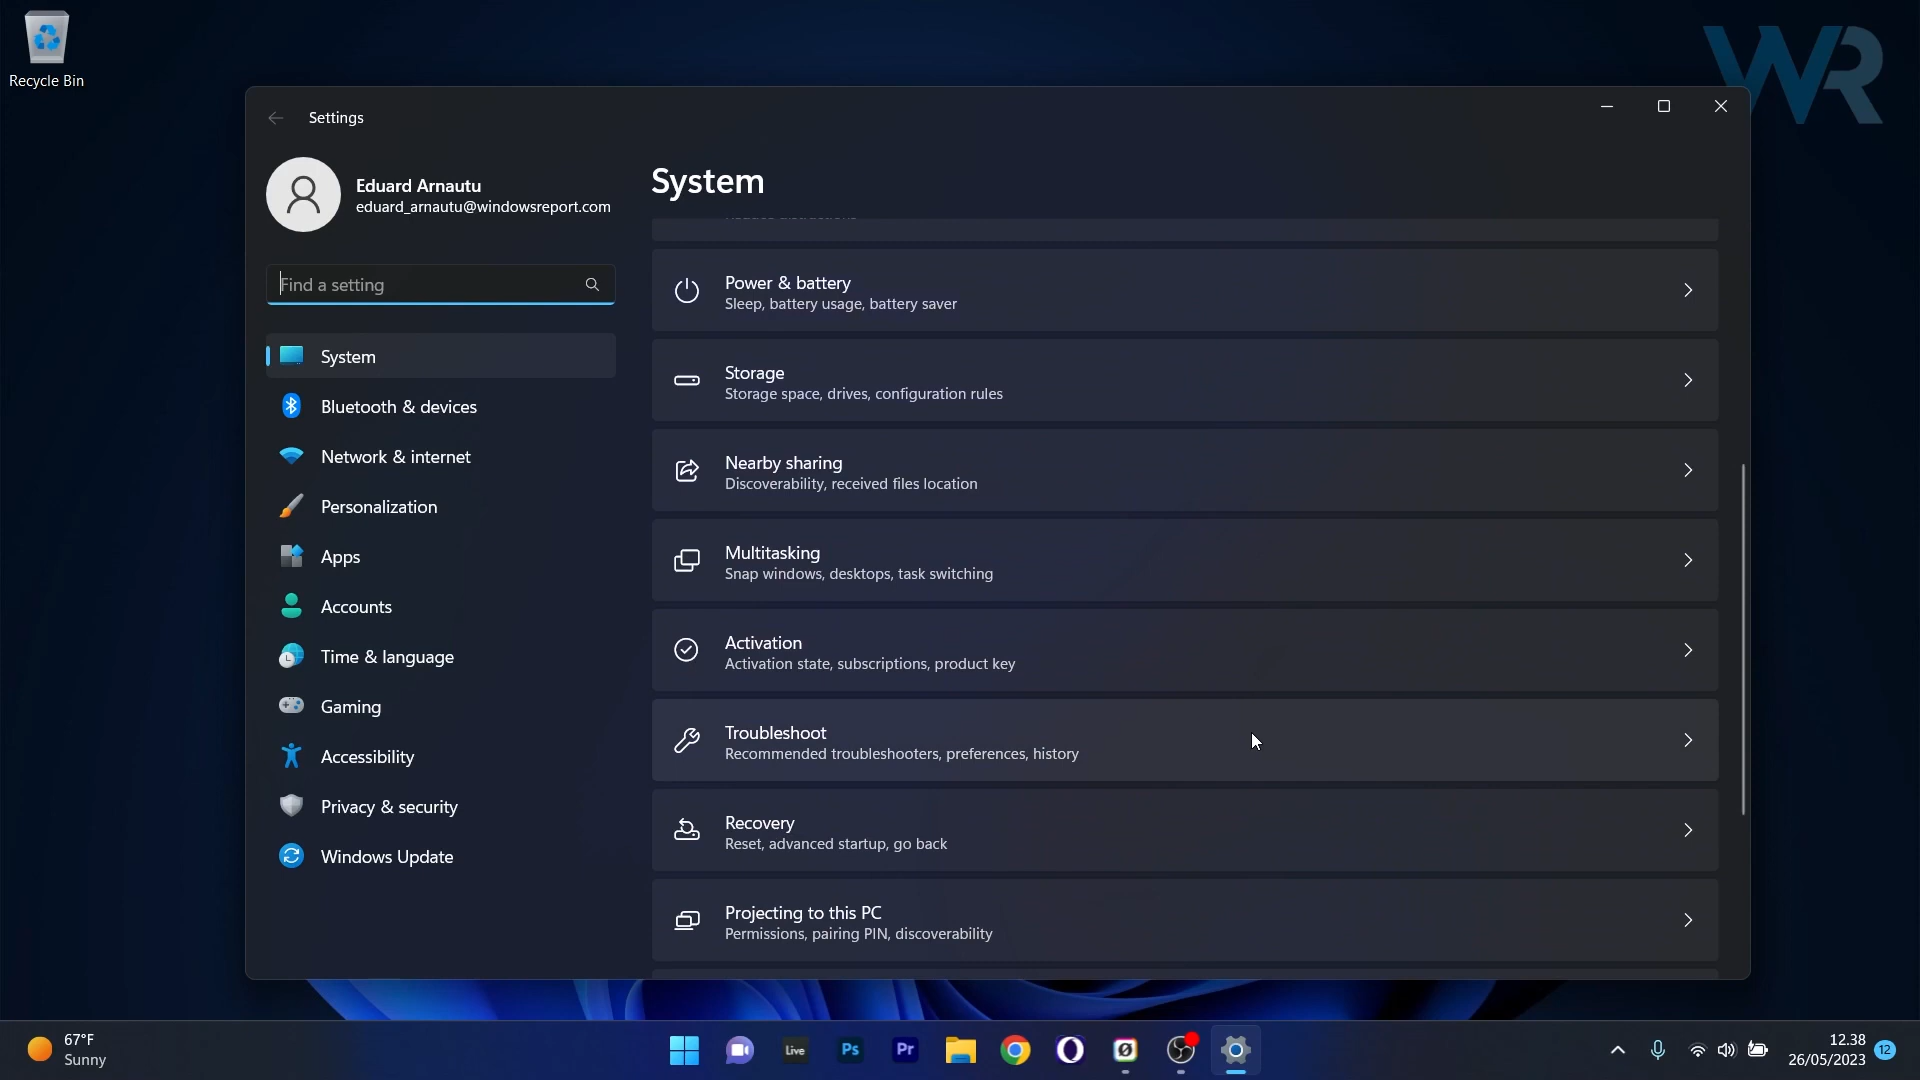 Recycle Bin
WR
Settings
Eduard Arnautu
eduard_arnautu@windowsreport.com
Find a setting
System
Bluetooth & devices
Network & internet
Personalization
Apps
Accounts
Time & language
Gaming
Accessibility
Privacy & security
Windows Update
System
Power & battery
Sleep, battery usage, battery saver
Storage
Storage space, drives, configuration rules
Nearby sharing
Discoverability, received files location
Multitasking
Snap windows, desktops, task switching
Activation
Activation state, subscriptions, product key
Troubleshoot
Recommended troubleshooters, preferences, history
Recovery
Reset, advanced startup, go back
Projecting to this PC
Permissions, pairing PIN, discoverability
67°F
Sunny
Live
Ps
Pr
12.38
26/05/2023
12